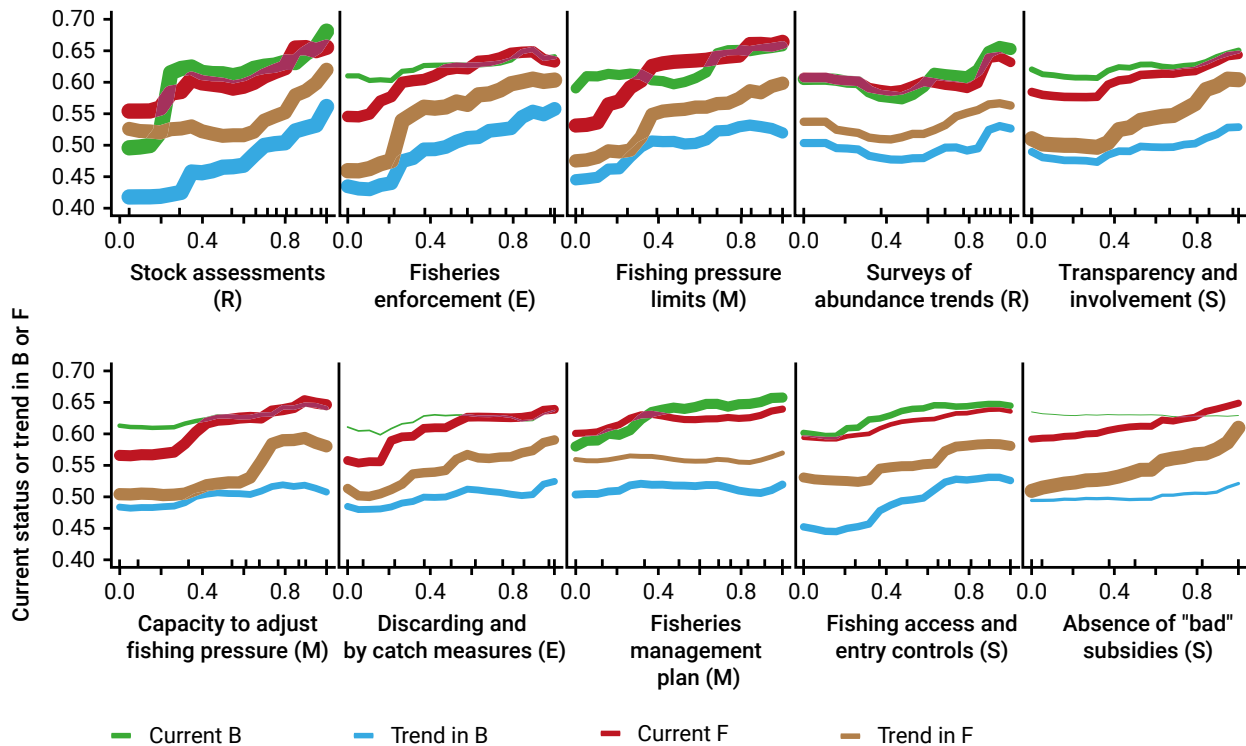 Current status or trend in B or F
0.70
0.65
0.60
0.55
0.50
0.45
0.40
0.0 0.4 0.8 0.0 0.4 0.8 0.0 0.4 0.8 0.0 0.4 0.8 0.0 0.4 0.8
Stock assessments
(R)
Fisheries
enforcement (E)
Fishing pressure
limits (M)
Surveys of
abundance trends (R)
Transparency and
involvement (S)
0.70
0.65
0.60
0.55
0.50
0.45
0.40
0.0 0.4 0.8 0.0 0.4 0.8 0.0 0.4 0.8 0.0 0.4 0.8 0.0 0.4 0.8
Capacity to adjust
fishing pressure (M)
Discarding and
by catch measures (E)
Fisheries
management
plan (M)
Fishing access and
entry controls (S)
Absence of "bad"
subsidies (S)
Current B Trend in B Current F Trend in F